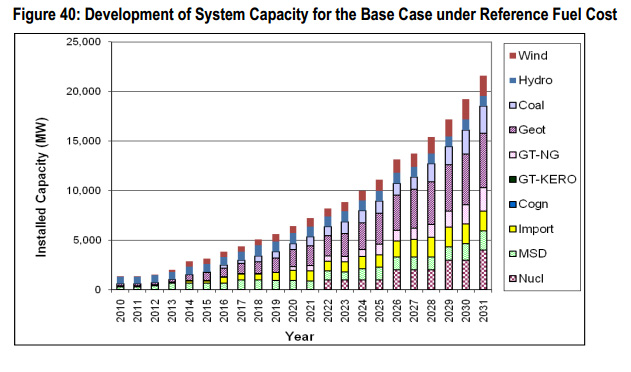 Figure 40: Development of System Capacity for the Base Case under Reference Fuel Cost
25,000
20,000
15,000
10,000
5,000
0
Installed Capacity (MW)
2010 2011 2012 2013 2014 2015 2016 2017 2018 2019 2020 2021 2022 2023 2024 2025 2026 2027 2028 2029 2030 2031
Year
Wind
Hydro
Coal
Geot
GT-NG
GT-KERO
Cogn
Import
MSD
Nucl